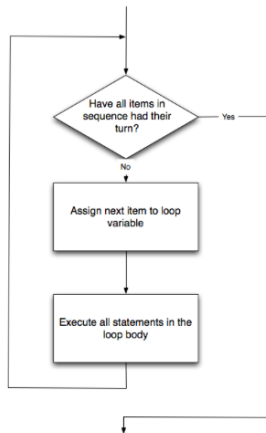 Have all items in
sequence had their
turn?
Yes
No
Assign next item to loop
variable
Execute all statements in the
loop body